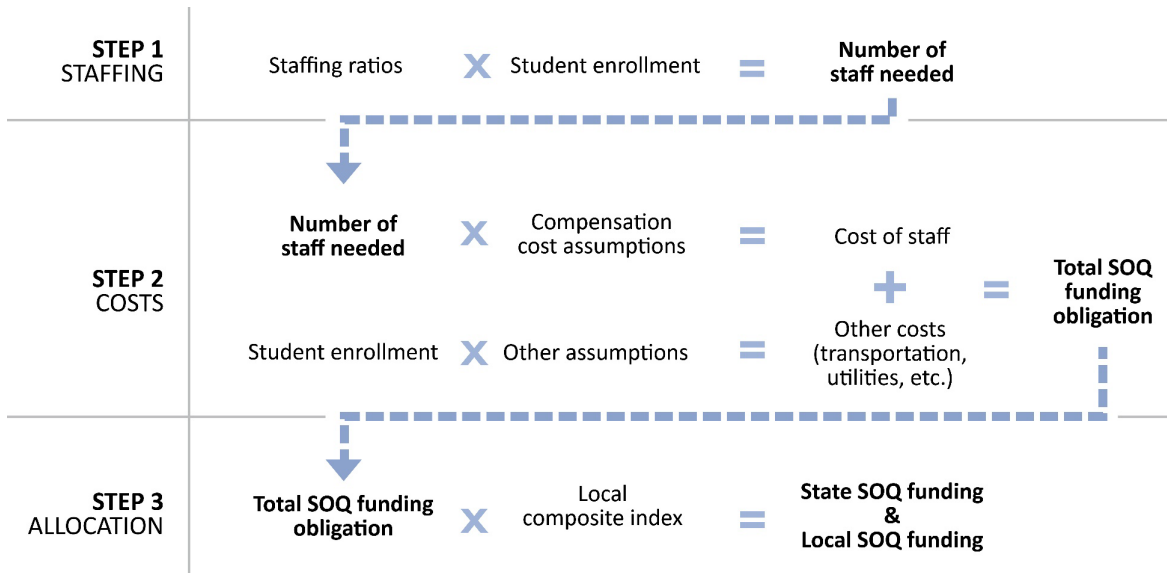 STEP 1
STAFFING
Staffing ratios x Student enrollment =
Number of
staff needed
STEP 2
COSTS
Number of
staff needed
x
Compensation
cost assumptions
=
Cost of staff
+
Student enrollment x Other assumptions =
Other costs
(transportation,
utilities, etc.)
=
Total SOQ
funding
obligation
STEP 3
ALLOCATION
Total SOQ funding
obligation
x
Local
composite index
=
State SOQ funding
&
Local SOQ funding